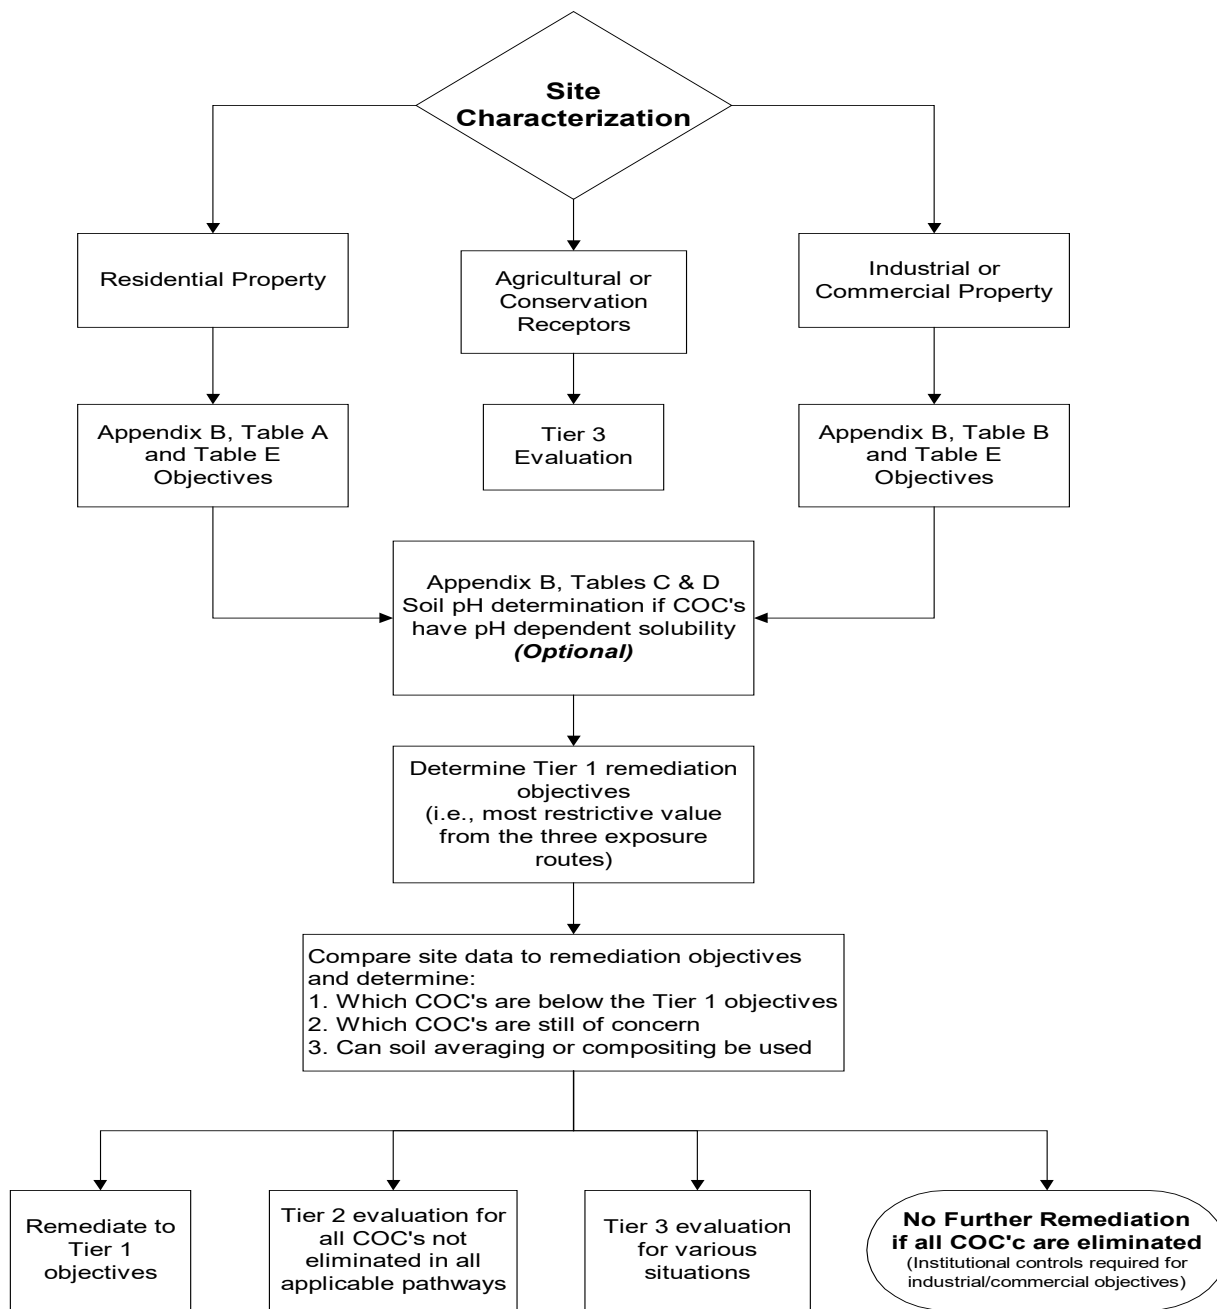 Site
Characterization
Residential Property
Agricultural or
Conservation
Receptors
Industrial or
Commercial Property
Appendix B, Table A
and Table E
Objectives
Tier 3
Evaluation
Appendix B, Table B
and Table E
Objectives
Appendix B, Tables C & D
Soil pH determination if COC's
have pH dependent solubility
(Optional)
Determine Tier 1 remediation
objectives
(i.e., most restrictive value
from the three exposure
routes)
Compare site data to remediation objectives
and determine:
1. Which COC's are below the Tier 1 objectives
2. Which COC's are still of concern
3. Can soil averaging or compositing be used
Remediate to
Tier 1
objectives
Tier 2 evaluation for
all COC's not
eliminated in all
applicable pathways
Tier 3 evaluation
for various
situations
No Further Remediation
if all COC'c are eliminated
(Institutional controls required for
industrial/commercial objectives)